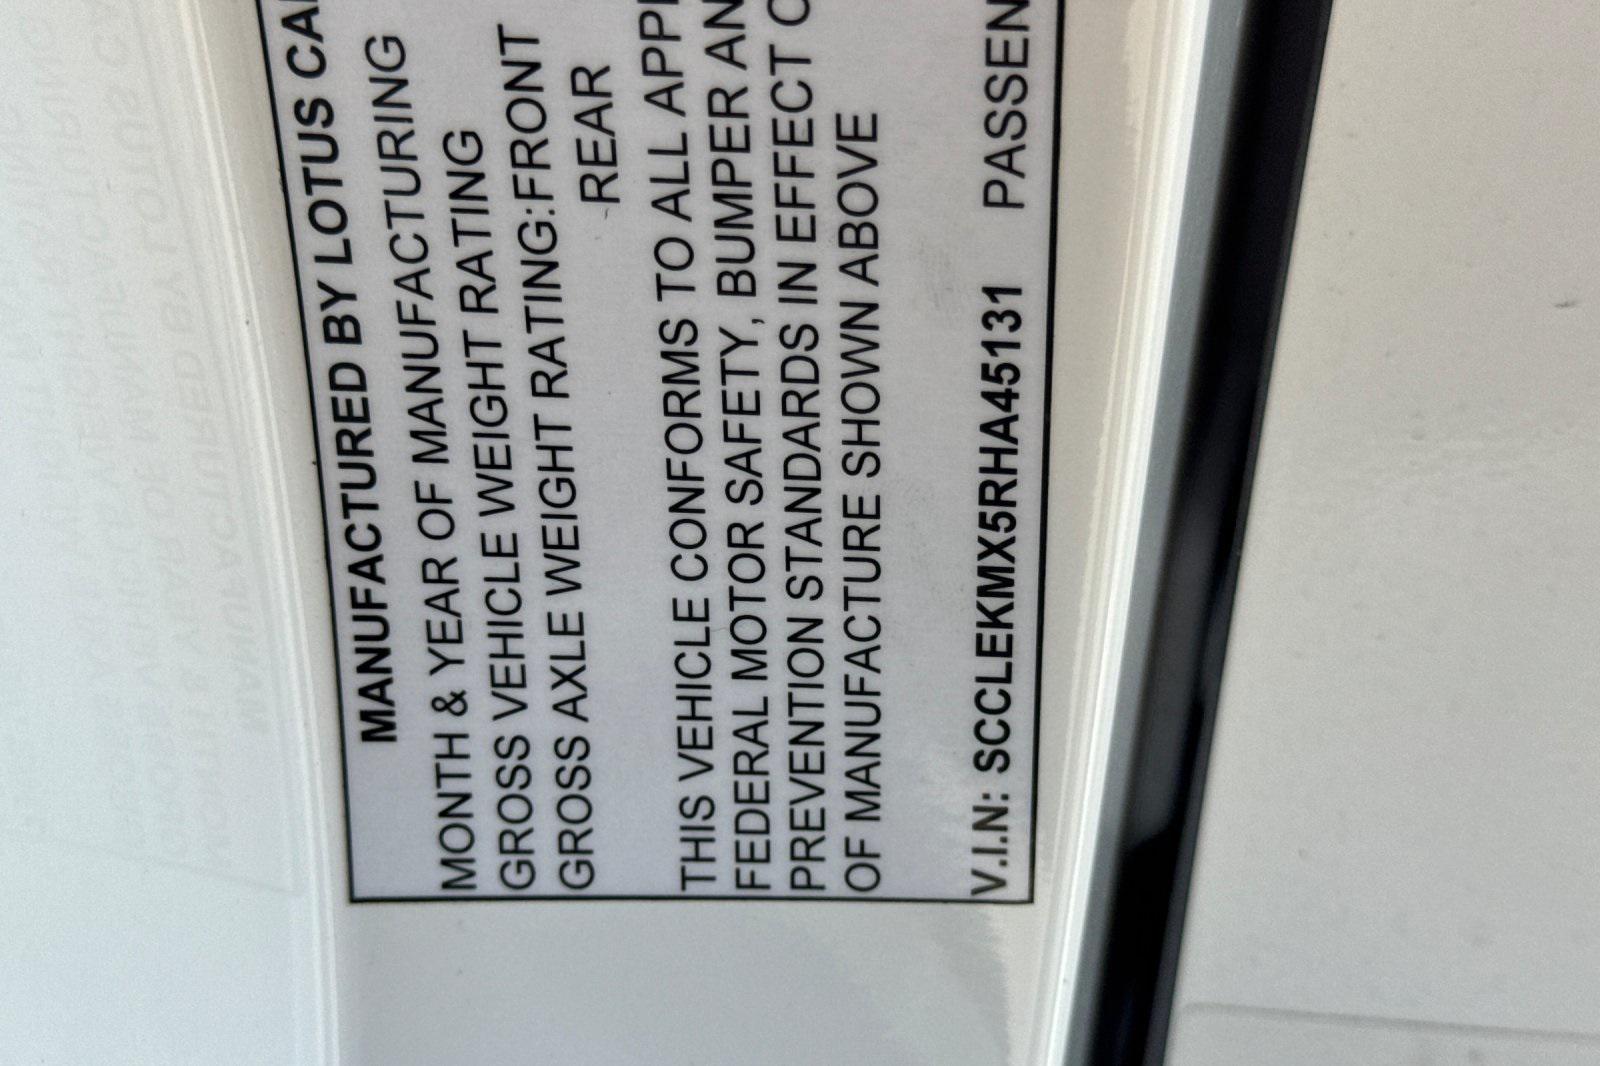 MANUFACTURED BY LOTUS CA
MONTH & YEAR OF MANUFACTURING
GROSS VEHICLE WEIGHT RATING
GROSS AXLE WEIGHT RATING:FRONT
REAR
THIS VEHICLE CONFORMS TO ALL APP
FEDERAL MOTOR SAFETY, BUMPER AN
PREVENTION STANDARDS IN EFFECT O
OF MANUFACTURE SHOWN ABOVE
V.I.N: SCCLEKMX5RHA45131 PASSEN